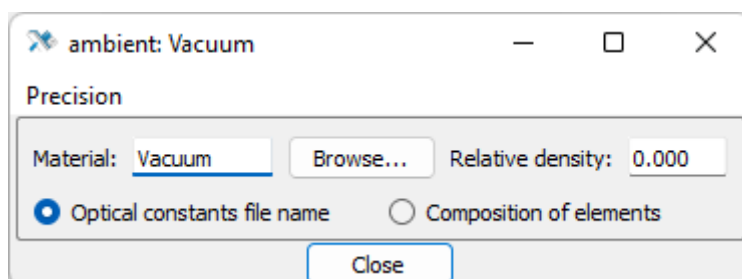 ambient: Vacuum
Precision
Material: Vacuum Browse... Relative density: 0.000
Optical constants file name Composition of elements
Close